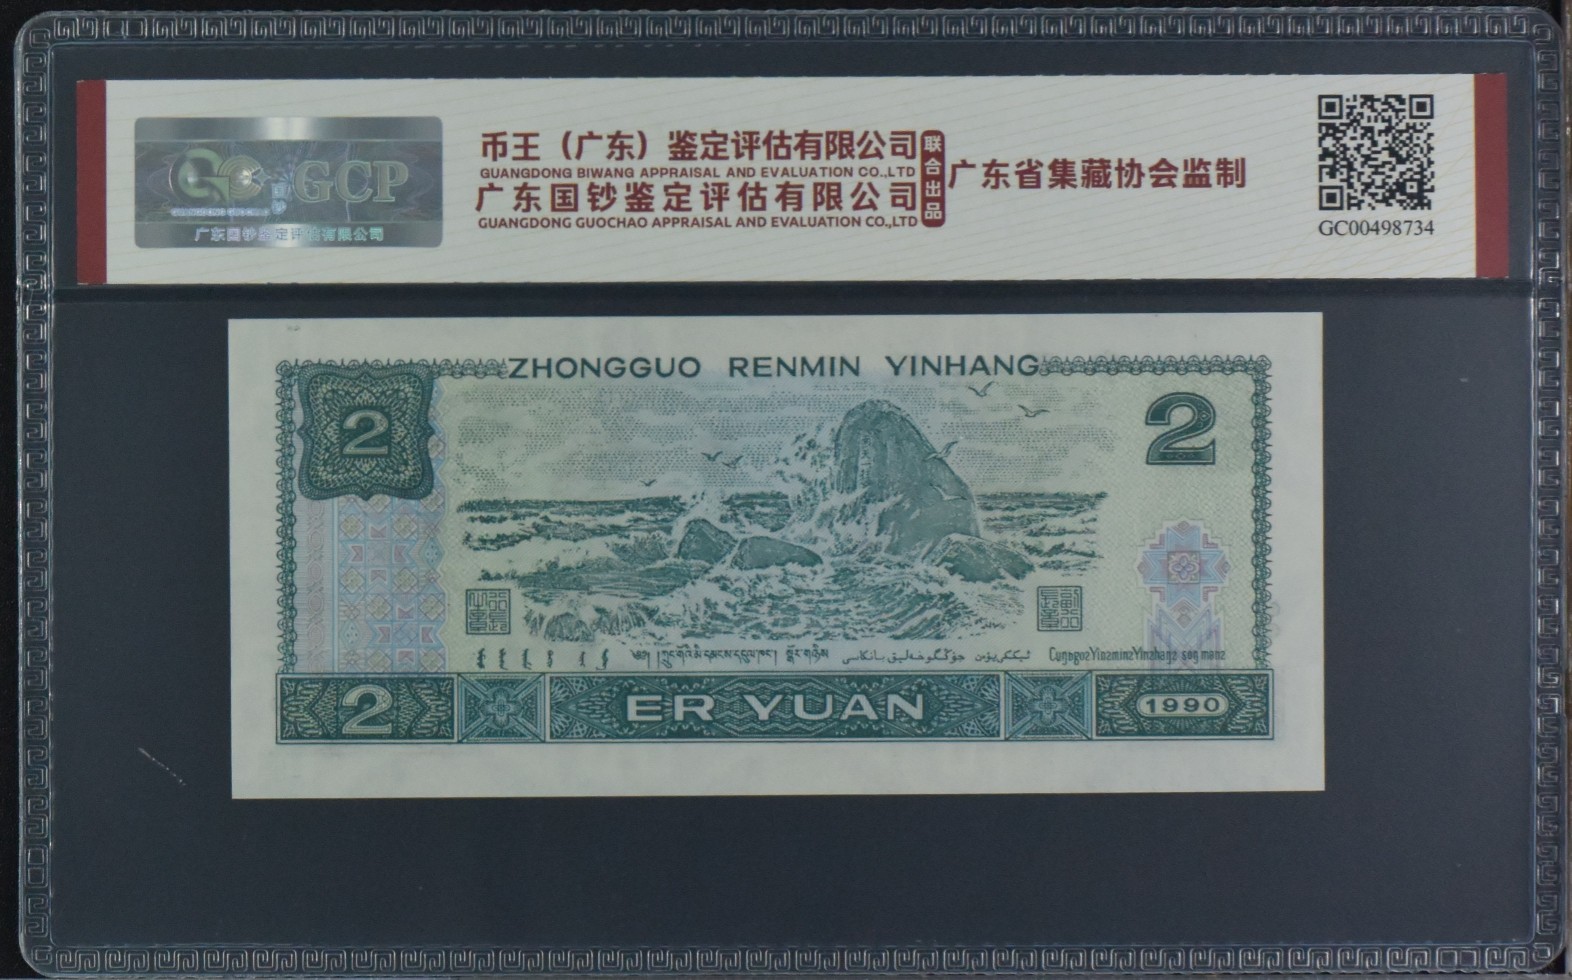 GCP
广东国钞鉴定评估有限公司
币王（广东）鉴定评估有限公司
GUANGDONG BIWANG APPRAISAL AND EVALUATION CO.,LTD
广东国钞鉴定评估有限公司
GUANGDONG GUOCHAO APPRAISAL AND EVALUATION CO.,LTD
联合出品
广东省集藏协会监制
GC00498734
ZHONGGUO RENMIN YINHANG
2
2
2
ER YUAN
1990